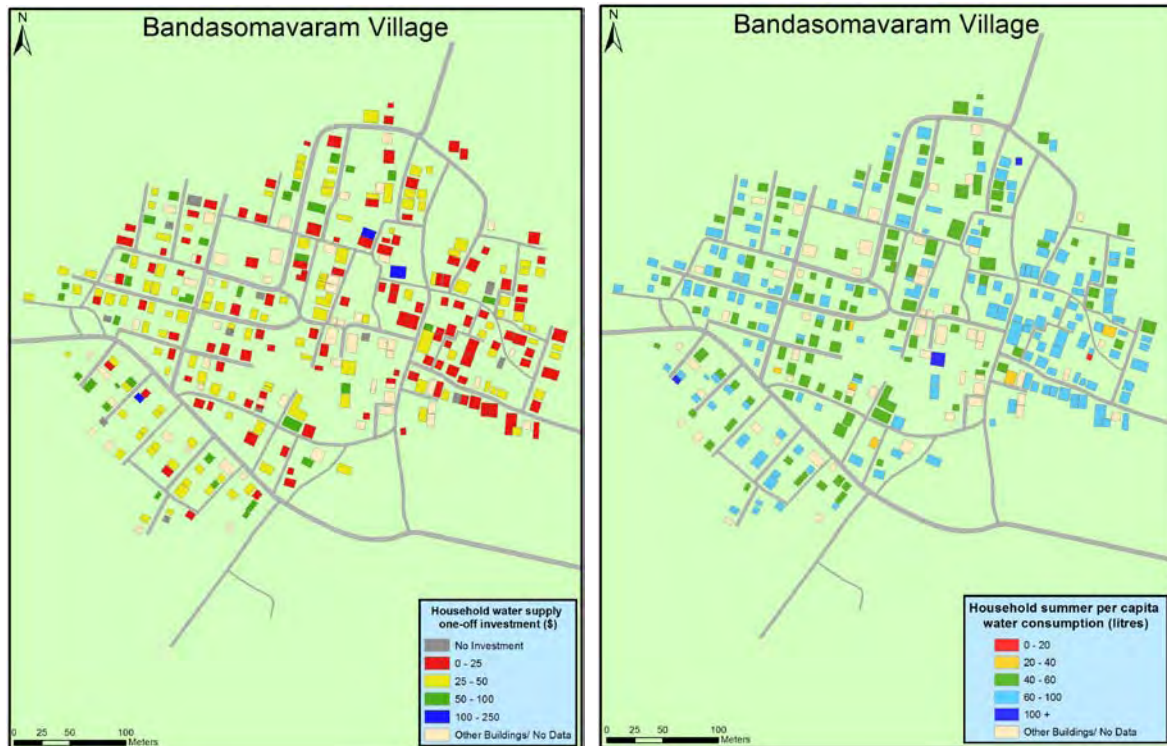 N
Bandasomavaram Village
Household water supply
one-off investment ($)
No Investment
0 - 25
25 - 50
50 - 100
100 - 250
Other Buildings/ No Data
0 25 50 100
Meters
N
Bandasomavaram Village
Household summer per capita
water consumption (litres)
0 - 20
20 - 40
40 - 60
60 - 100
100 +
Other Buildings/ No Data
0 25 50 100
Meters